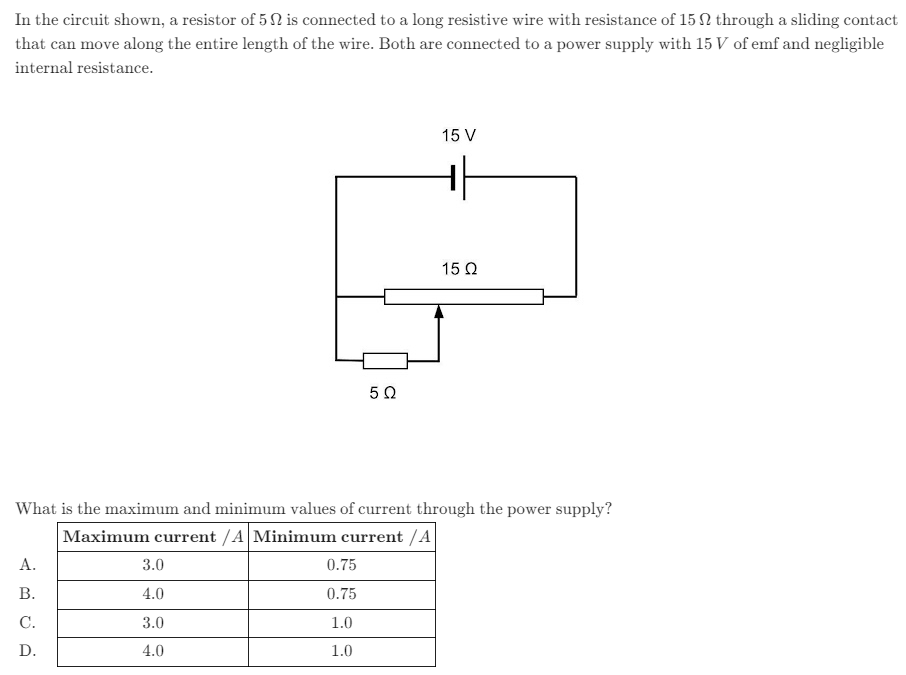 In the circuit shown, a resistor of 5 Ω is connected to a long resistive wire with resistance of 15 Ω through a sliding contact
that can move along the entire length of the wire. Both are connected to a power supply with 15 V of emf and negligible
internal resistance.
15 V
15 Ω
5 Ω
What is the maximum and minimum values of current through the power supply?
Maximum current /A Minimum current /A
A. 3.0 0.75
B. 4.0 0.75
C. 3.0 1.0
D. 4.0 1.0